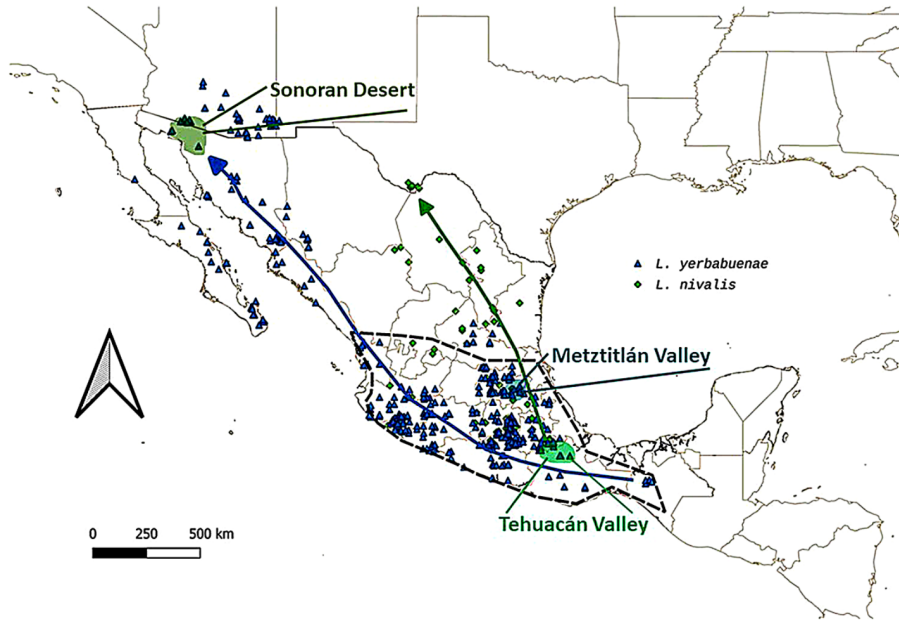 Sonoran Desert
L. yerbabuenae
L. nivalis
Metztitlán Valley
Tehuacán Valley
0 250 500 km